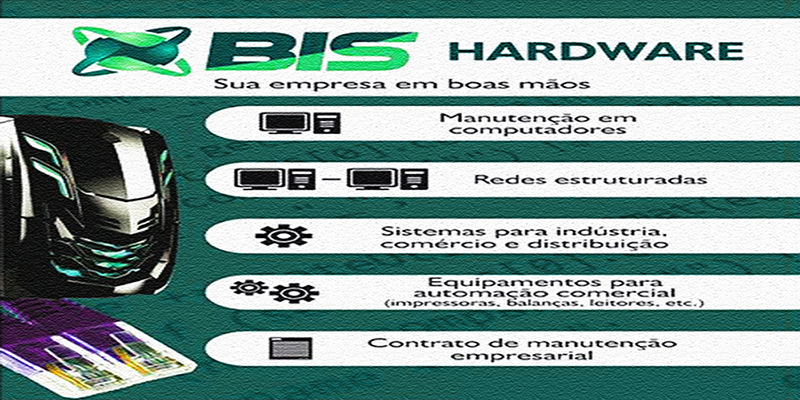 BIS HARDWARE
Sua empresa em boas mãos
Manutenção em
computadores
Redes estruturadas
Sistemas para indústria,
comércio e distribuição
Equipamentos para
automação comercial
(impressoras, balanças, leitores, etc.)
Contrato de manutenção
empresarial